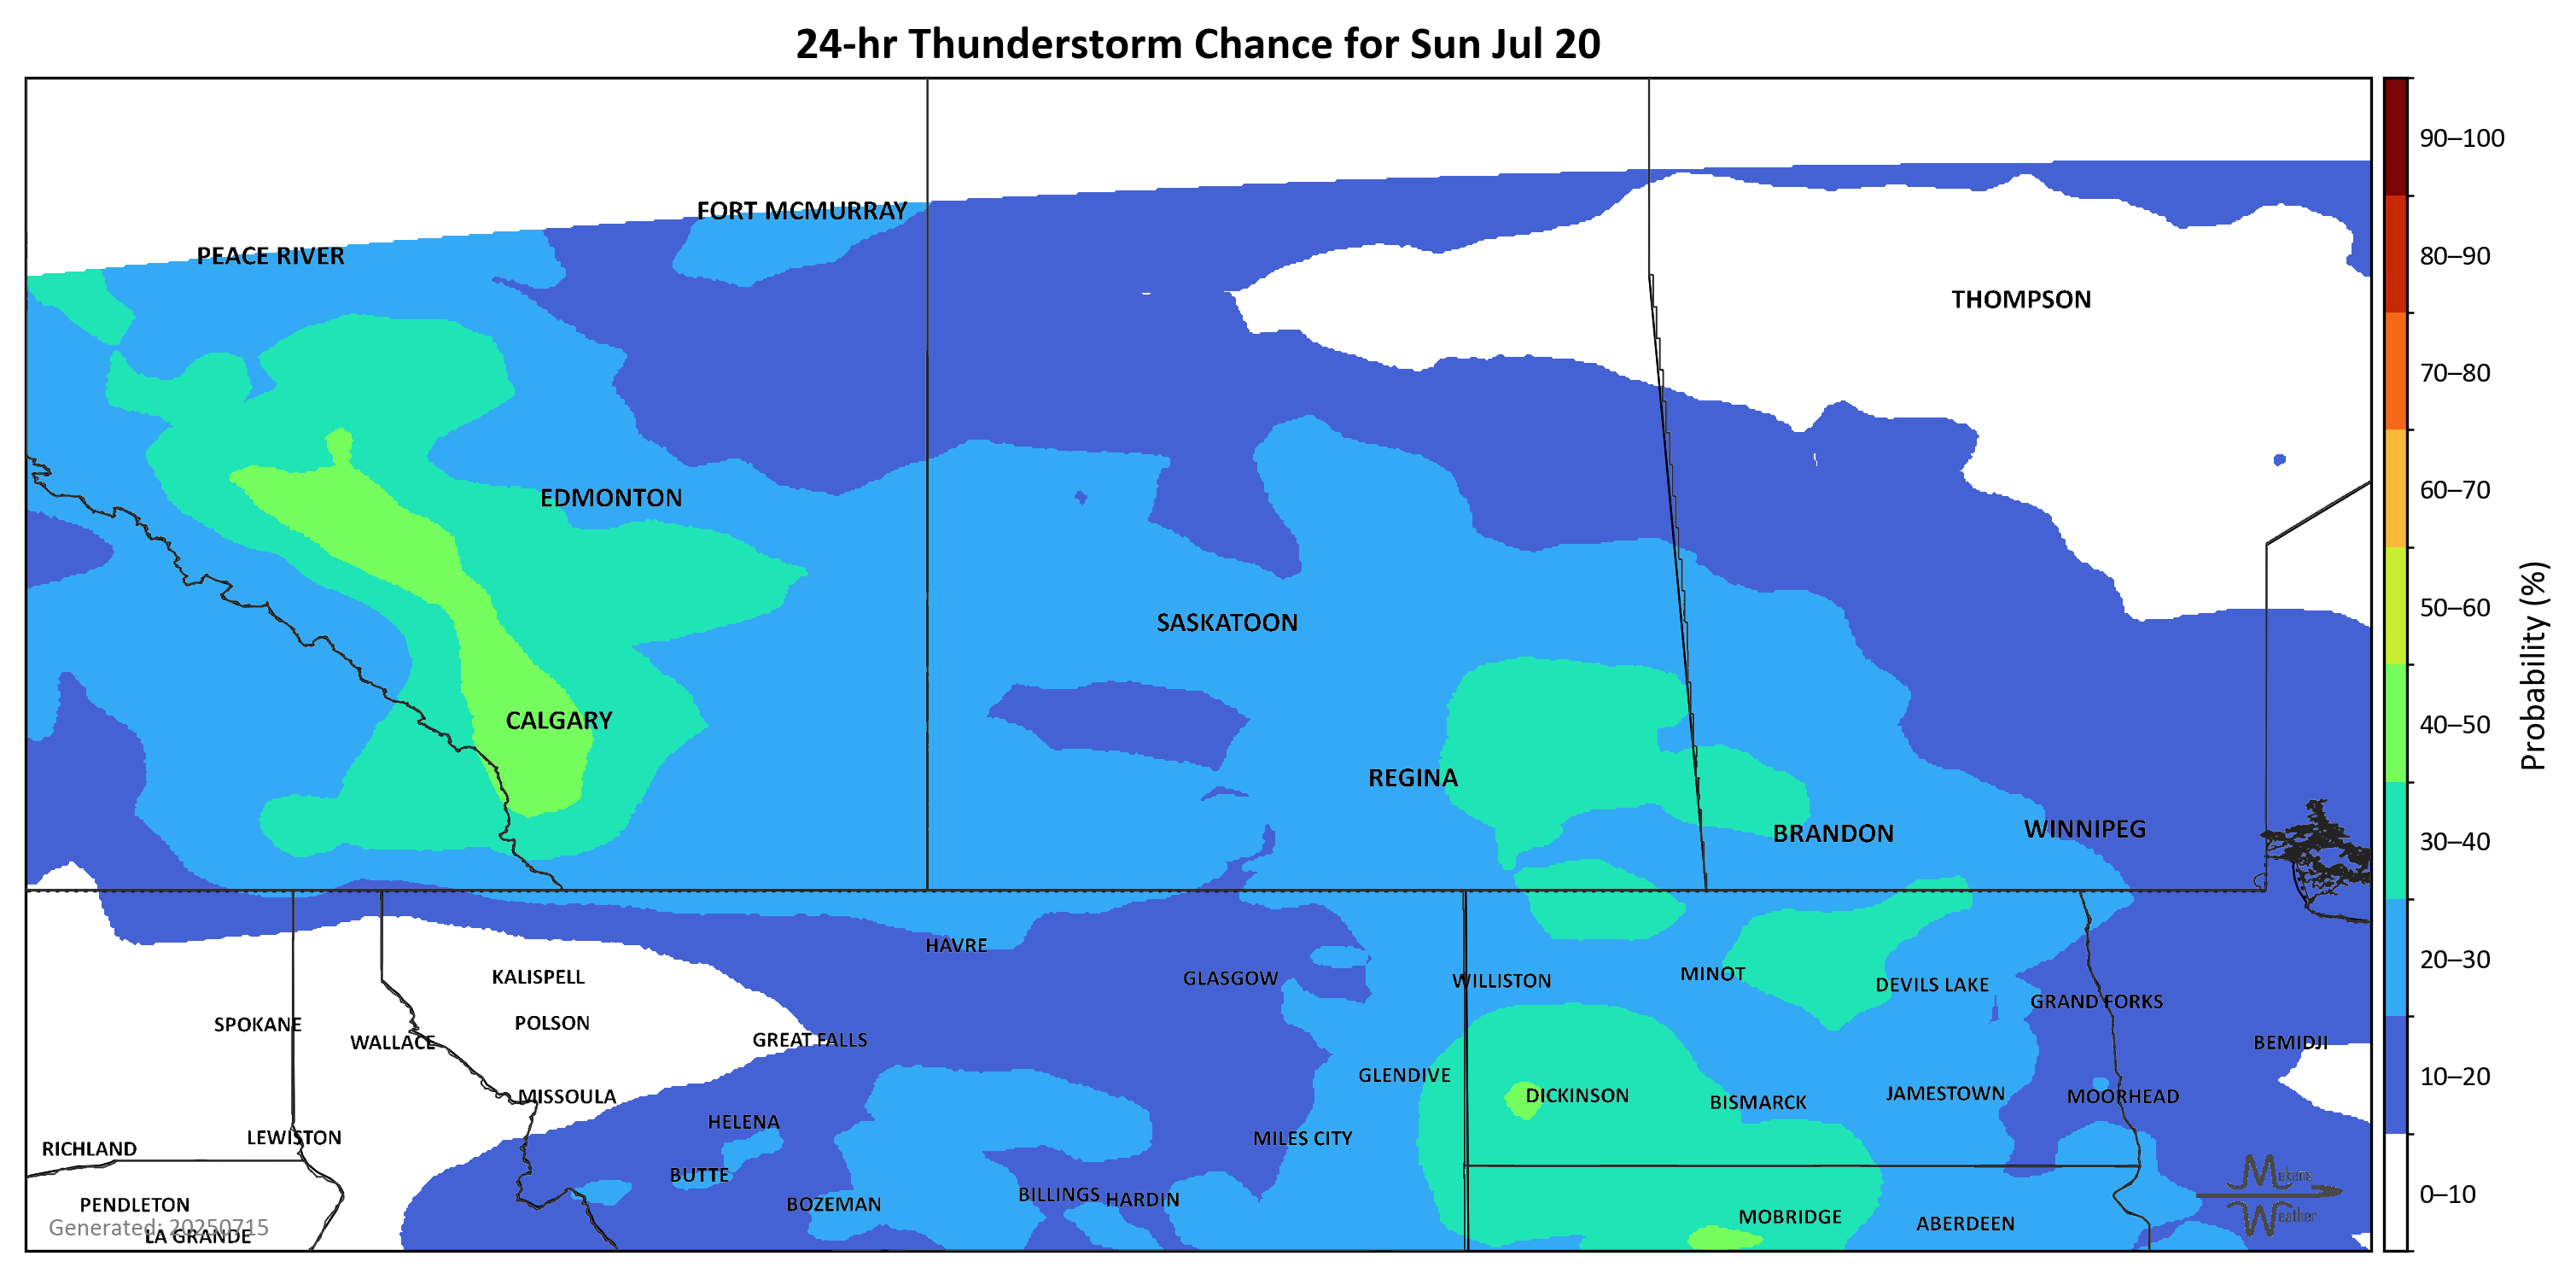 24-hr Thunderstorm Chance for Sun Jul 20
FORT MCMURRAY
PEACE RIVER
THOMPSON
EDMONTON
SASKATOON
CALGARY
REGINA
BRANDON
WINNIPEG
HAVRE
KALISPELL
GLASGOW
WILLISTON
MINOT
DEVILS LAKE
GRAND FORKS
SPOKANE
POLSON
WALLACE
GREAT FALLS
BEMIDJI
GLENDIVE
MISSOULA
DICKINSON
BISMARCK
JAMESTOWN
MOORHEAD
HELENA
LEWISTON
MILES CITY
RICHLAND
BUTTE
BILLINGS
HARDIN
PENDLETON
BOZEMAN
MOBRIDGE
ABERDEEN
Generated: 20250715
LA GRANDE
Makens
Weather
90–100
80–90
70–80
60–70
50–60
40–50
30–40
20–30
10–20
0–10
Probability (%)